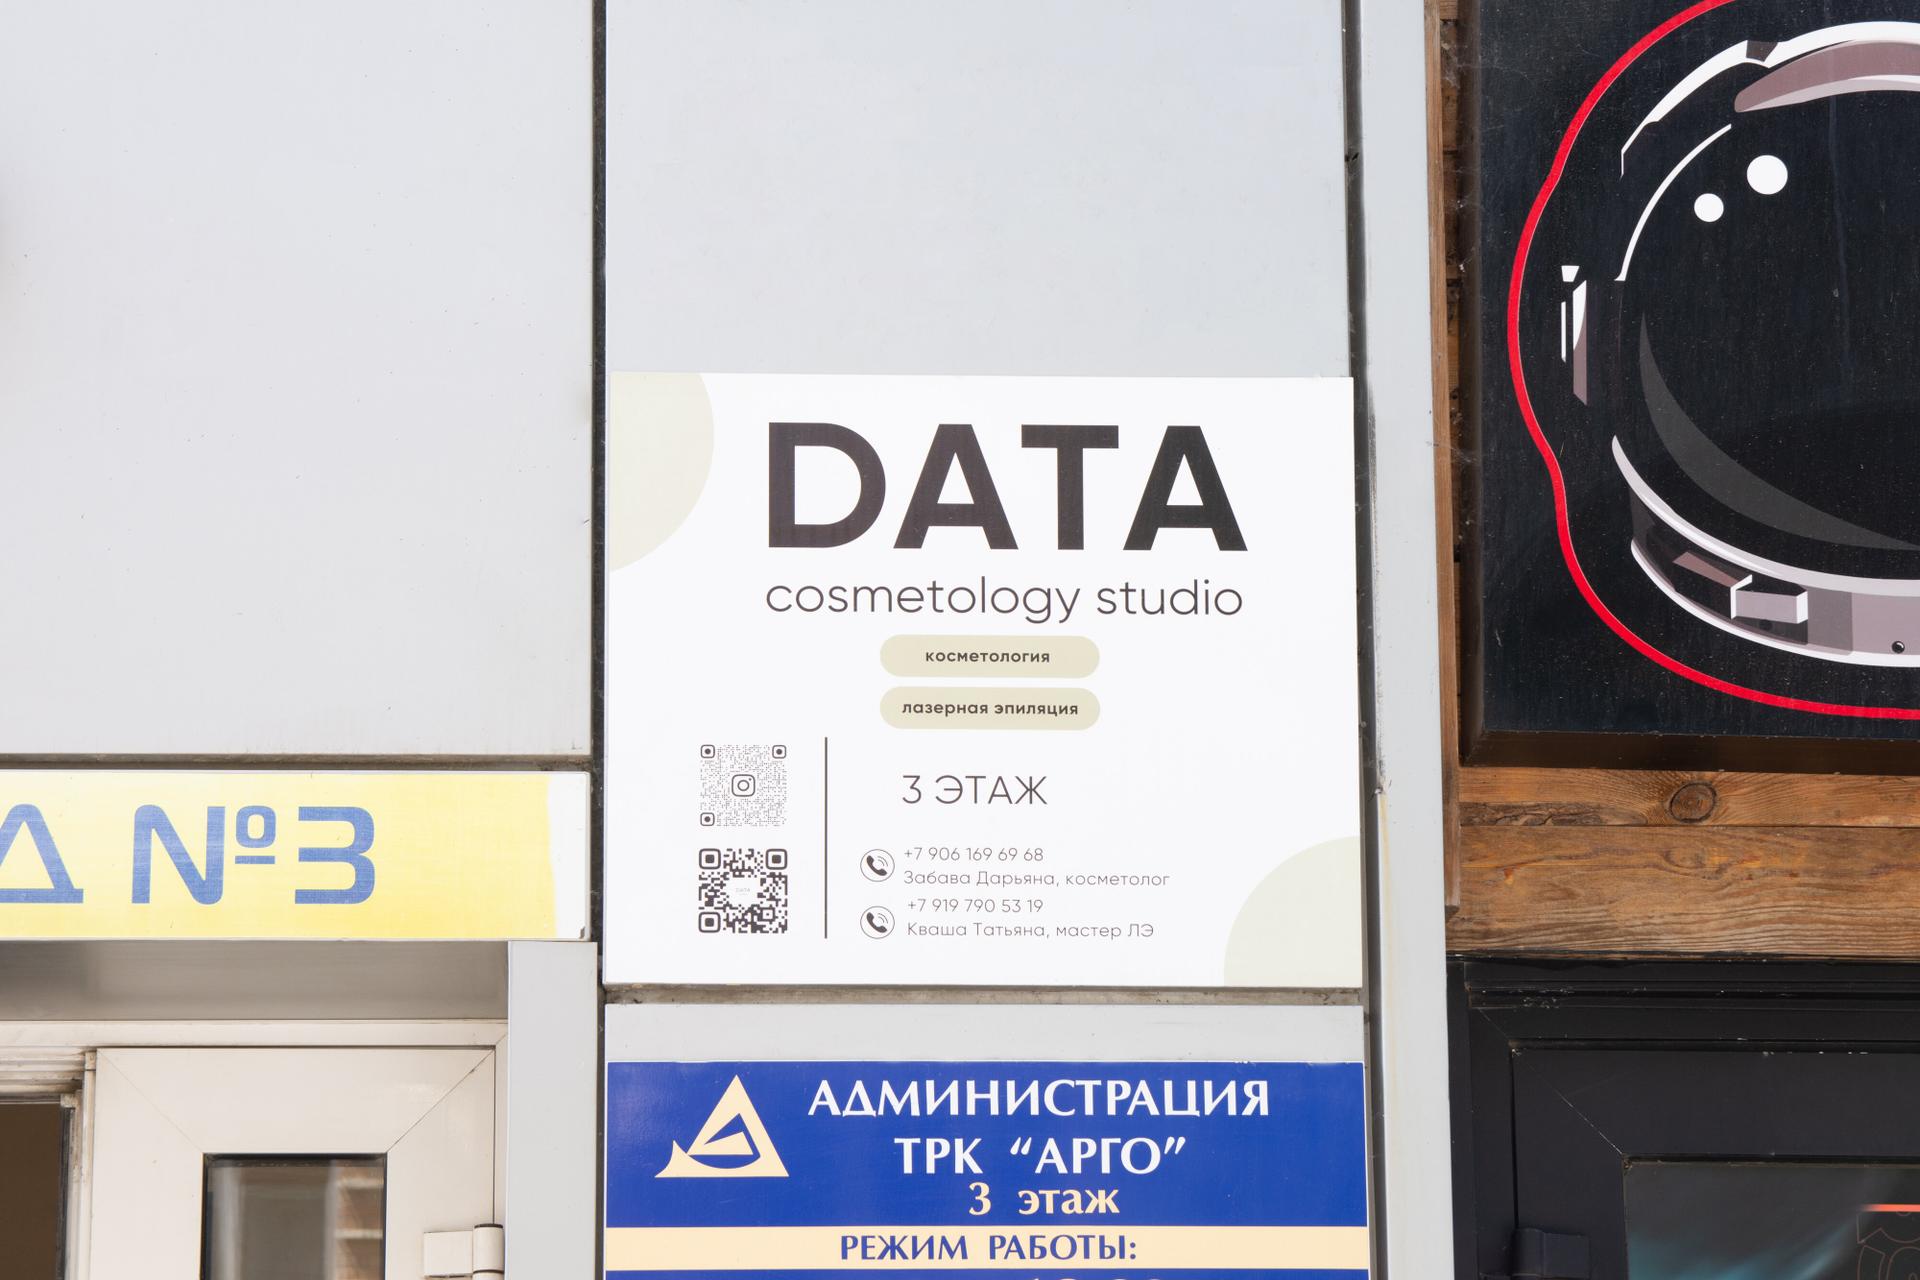 DATA
cosmetology studio
косметология
лазерная эпиляция
3 ЭТАЖ
+7 906 169 69 68
Забава Дарьяна, косметолог
+7 919 790 53 19
Кваша Татьяна, мастер ЛЭ
Д №3
АДМИНИСТРАЦИЯ
ТРК “АРГО”
3 этаж
РЕЖИМ РАБОТЫ: